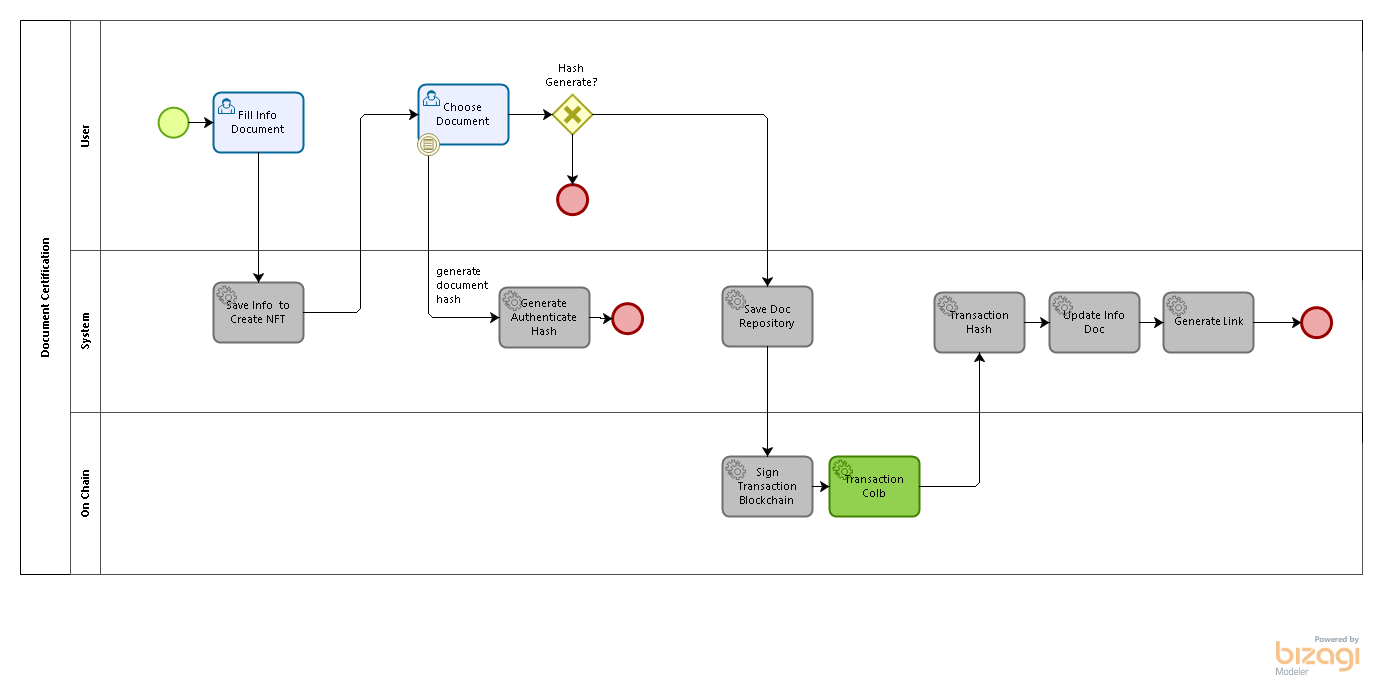 Document Certification
User
Hash
Generate?
Fill Info
Document
Choose
Document
System
generate
document
hash
Save Info  to
Create NFT
Generate
Authenticate
Hash
Save Doc
Repository
Transaction
Hash
Update Info
Doc
Generate Link
On Chain
Sign
Transaction
Blockchain
Transaction
Colb
Powered by
bizagi
Modeler